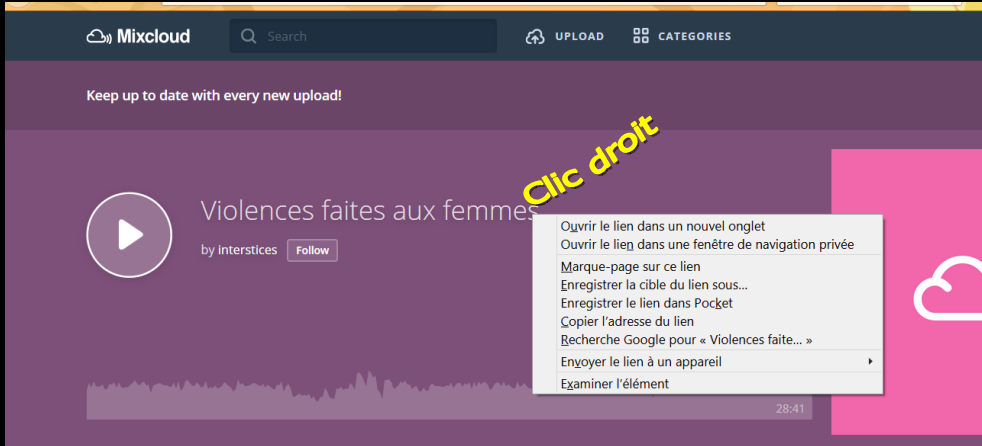 Mixcloud Search UPLOAD CATEGORIES
Keep up to date with every new upload!
Clic droit
Violences faites aux femmes
by interstices Follow
Ouvrir le lien dans un nouvel onglet
Ouvrir le lien dans une fenêtre de navigation privée
Marque-page sur ce lien
Enregistrer la cible du lien sous...
Enregistrer le lien dans Pocket
Copier l'adresse du lien
Recherche Google pour « Violences faite... »
Envoyer le lien à un appareil
Examiner l'élément
28:41